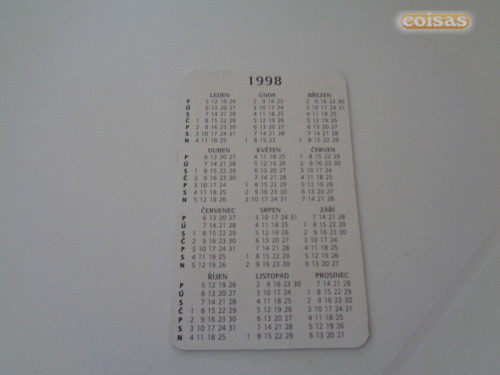 coisas
1998
LEDEN ÚNOR BŘEZEN
P 5 12 19 26 2 9 16 23 2 9 16 23 30
Ú 6 13 20 27 3 10 17 24 3 10 17 24 31
S 7 14 21 28 4 11 18 25 4 11 18 25
Č 1 8 15 22 29 5 12 19 26 5 12 19 26
P 2 9 16 23 30 6 13 20 27 6 13 20 27
S 3 10 17 24 31 7 14 21 28 7 14 21 28
N 4 11 18 25 1 8 15 22 1 8 15 22 29
DUBEN KVĚTEN ČERVEN
P 6 13 20 27 4 11 18 25 1 8 15 22 29
Ú 7 14 21 28 5 12 19 26 2 9 16 23 30
S 1 8 15 22 29 6 13 20 27 3 10 17 24
Č 2 9 16 23 30 7 14 21 28 4 11 18 25
P 3 10 17 24 1 8 15 22 29 5 12 19 26
S 4 11 18 25 2 9 16 23 30 6 13 20 27
N 5 12 19 26 3 10 17 24 31 7 14 21 28
ČERVENEC SRPEN ZÁŘÍ
P 6 13 20 27 3 10 17 24 31 7 14 21 28
Ú 7 14 21 28 4 11 18 25 1 8 15 22 29
S 1 8 15 22 29 5 12 19 26 2 9 16 23 30
Č 2 9 16 23 30 6 13 20 27 3 10 17 24
P 3 10 17 24 31 7 14 21 28 4 11 18 25
S 4 11 18 25 1 8 15 22 29 5 12 19 26
N 5 12 19 26 2 9 16 23 30 6 13 20 27
ŘÍJEN LISTOPAD PROSINEC
P 5 12 19 26 2 9 16 23 30 7 14 21 28
Ú 6 13 20 27 3 10 17 24 1 8 15 22 29
S 7 14 21 28 4 11 18 25 2 9 16 23 30
Č 1 8 15 22 29 5 12 19 26 3 10 17 24 31
P 2 9 16 23 30 6 13 20 27 4 11 18 25
S 3 10 17 24 31 7 14 21 28 5 12 19 26
N 4 11 18 25 1 8 15 22 29 6 13 20 27